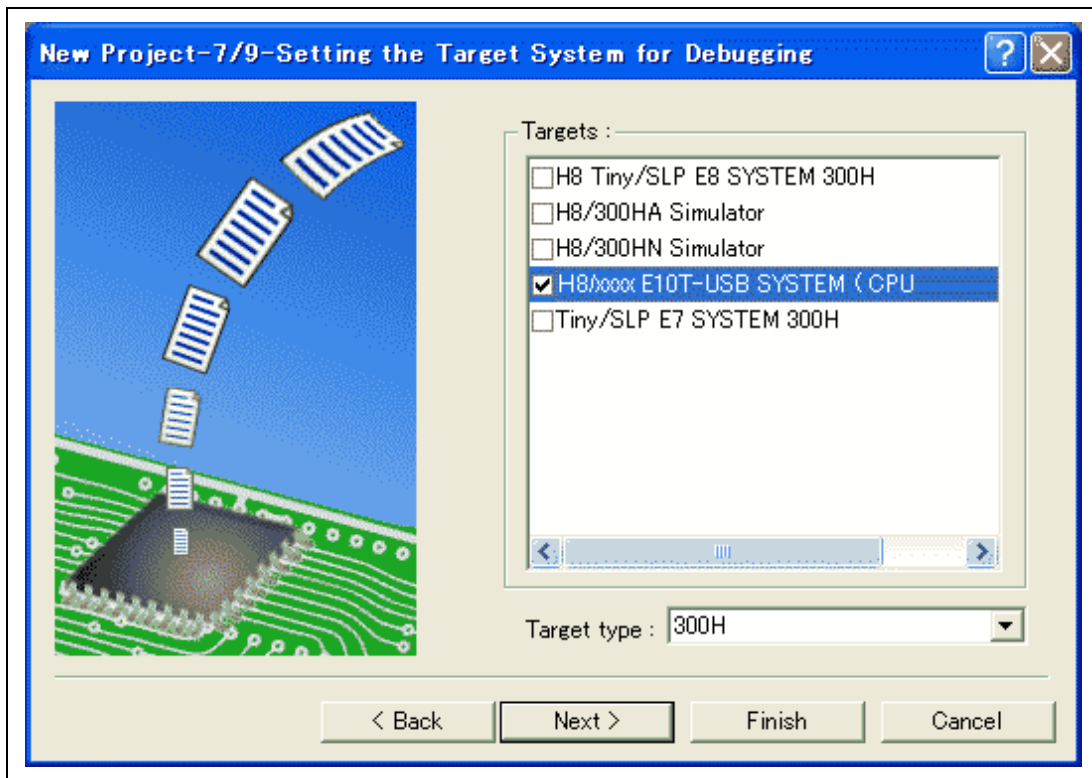 New Project-7/9-Setting the Target System for Debugging
Targets :
H8 Tiny/SLP E8 SYSTEM 300H
H8/300HA Simulator
H8/300HN Simulator
H8/xxxx E10T-USB SYSTEM ( CPU
Tiny/SLP E7 SYSTEM 300H
Target type : 300H
< Back Next > Finish Cancel